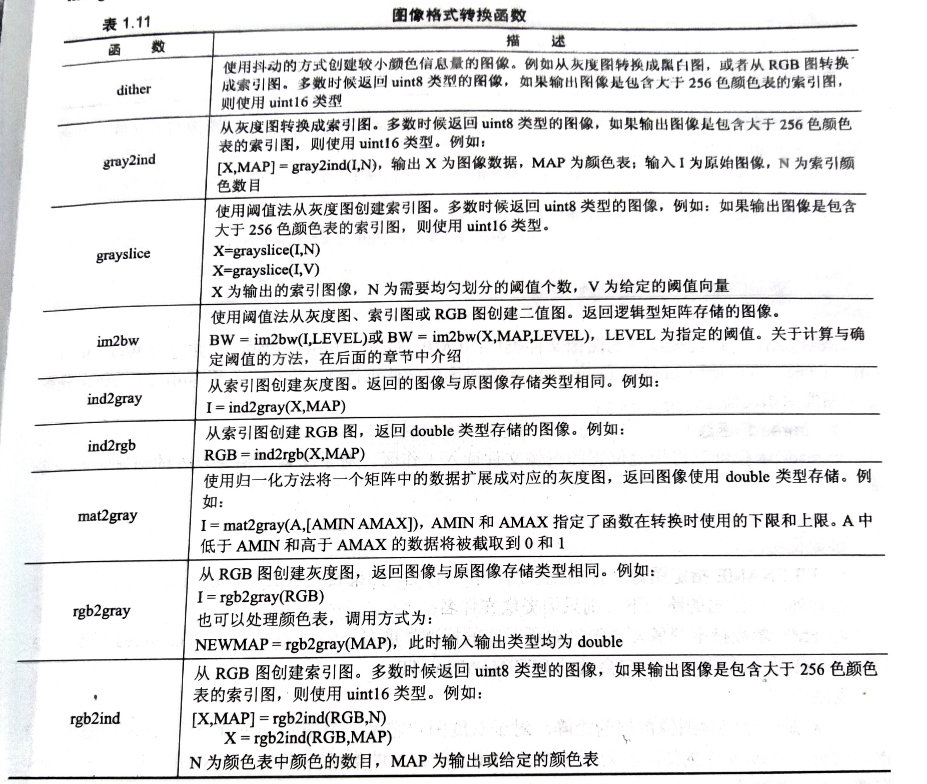 表 1.11
图像格式转换函数
函 数
描 述
dither
使用抖动的方式创建较小颜色信息量的图像。例如从灰度图转换成黑白图，或者从 RGB 图转换
成索引图。多数时候返回 uint8 类型的图像，如果输出图像是包含大于 256 色颜色表的索引图，
则使用 uint16 类型
gray2ind
从灰度图转换成索引图。多数时候返回 uint8 类型的图像，如果输出图像是包含大于 256 色颜色
表的索引图，则使用 uint16 类型。例如：
[X,MAP] = gray2ind(I,N)，输出 X 为图像数据，MAP 为颜色表；输入 I 为原始图像，N 为索引颜
色数目
grayslice
使用阈值法从灰度图创建索引图。多数时候返回 uint8 类型的图像，例如：如果输出图像是包含
大于 256 色颜色表的索引图，则使用 uint16 类型。
X=grayslice(I,N)
X=grayslice(I,V)
X 为输出的索引图像，N 为需要均匀划分的阈值个数，V 为给定的阈值向量
im2bw
使用阈值法从灰度图、索引图或 RGB 图创建二值图。返回逻辑型矩阵存储的图像。
BW = im2bw(I,LEVEL)或 BW = im2bw(X,MAP,LEVEL)，LEVEL 为指定的阈值。关于计算与确
定阈值的方法，在后面的章节中介绍
ind2gray
从索引图创建灰度图。返回的图像与原图像存储类型相同。例如：
I = ind2gray(X,MAP)
ind2rgb
从索引图创建 RGB 图，返回 double 类型存储的图像。例如：
RGB = ind2rgb(X,MAP)
mat2gray
使用归一化方法将一个矩阵中的数据扩展成对应的灰度图，返回图像使用 double 类型存储。例
如：
I = mat2gray(A,[AMIN AMAX])，AMIN 和 AMAX 指定了函数在转换时使用的下限和上限。A 中
低于 AMIN 和高于 AMAX 的数据将被截取到 0 和 1
rgb2gray
从 RGB 图创建灰度图，返回图像与原图像存储类型相同。例如：
I = rgb2gray(RGB)
也可以处理颜色表，调用方式为：
NEWMAP = rgb2gray(MAP)，此时输入输出类型均为 double
rgb2ind
从 RGB 图创建索引图。多数时候返回 uint8 类型的图像，如果输出图像是包含大于 256 色颜色
表的索引图，则使用 uint16 类型。例如：
[X,MAP] = rgb2ind(RGB,N)
X = rgb2ind(RGB,MAP)
N 为颜色表中颜色的数目，MAP 为输出或给定的颜色表